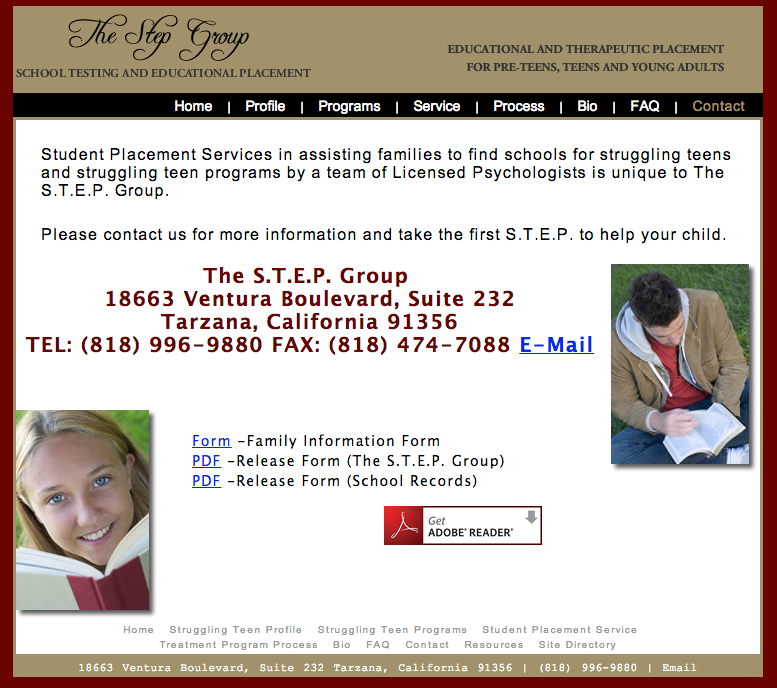 The Step Group
SCHOOL TESTING AND EDUCATIONAL PLACEMENT
EDUCATIONAL AND THERAPEUTIC PLACEMENT
FOR PRE-TEENS, TEENS AND YOUNG ADULTS
Home | Profile | Programs | Service | Process | Bio | FAQ | Contact
Student Placement Services in assisting families to find schools for struggling teens
and struggling teen programs by a team of Licensed Psychologists is unique to The
S.T.E.P. Group.
Please contact us for more information and take the first S.T.E.P. to help your child.
The S.T.E.P. Group
18663 Ventura Boulevard, Suite 232
Tarzana, California 91356
TEL: (818) 996-9880 FAX: (818) 474-7088 E-Mail
Form -Family Information Form
PDF -Release Form (The S.T.E.P. Group)
PDF -Release Form (School Records)
Get
ADOBE® READER®
Home Struggling Teen Profile Struggling Teen Programs Student Placement Service
Treatment Program Process Bio FAQ Contact Resources Site Directory
18663 Ventura Boulevard, Suite 232 Tarzana, California 91356 | (818) 996-9880 | Email